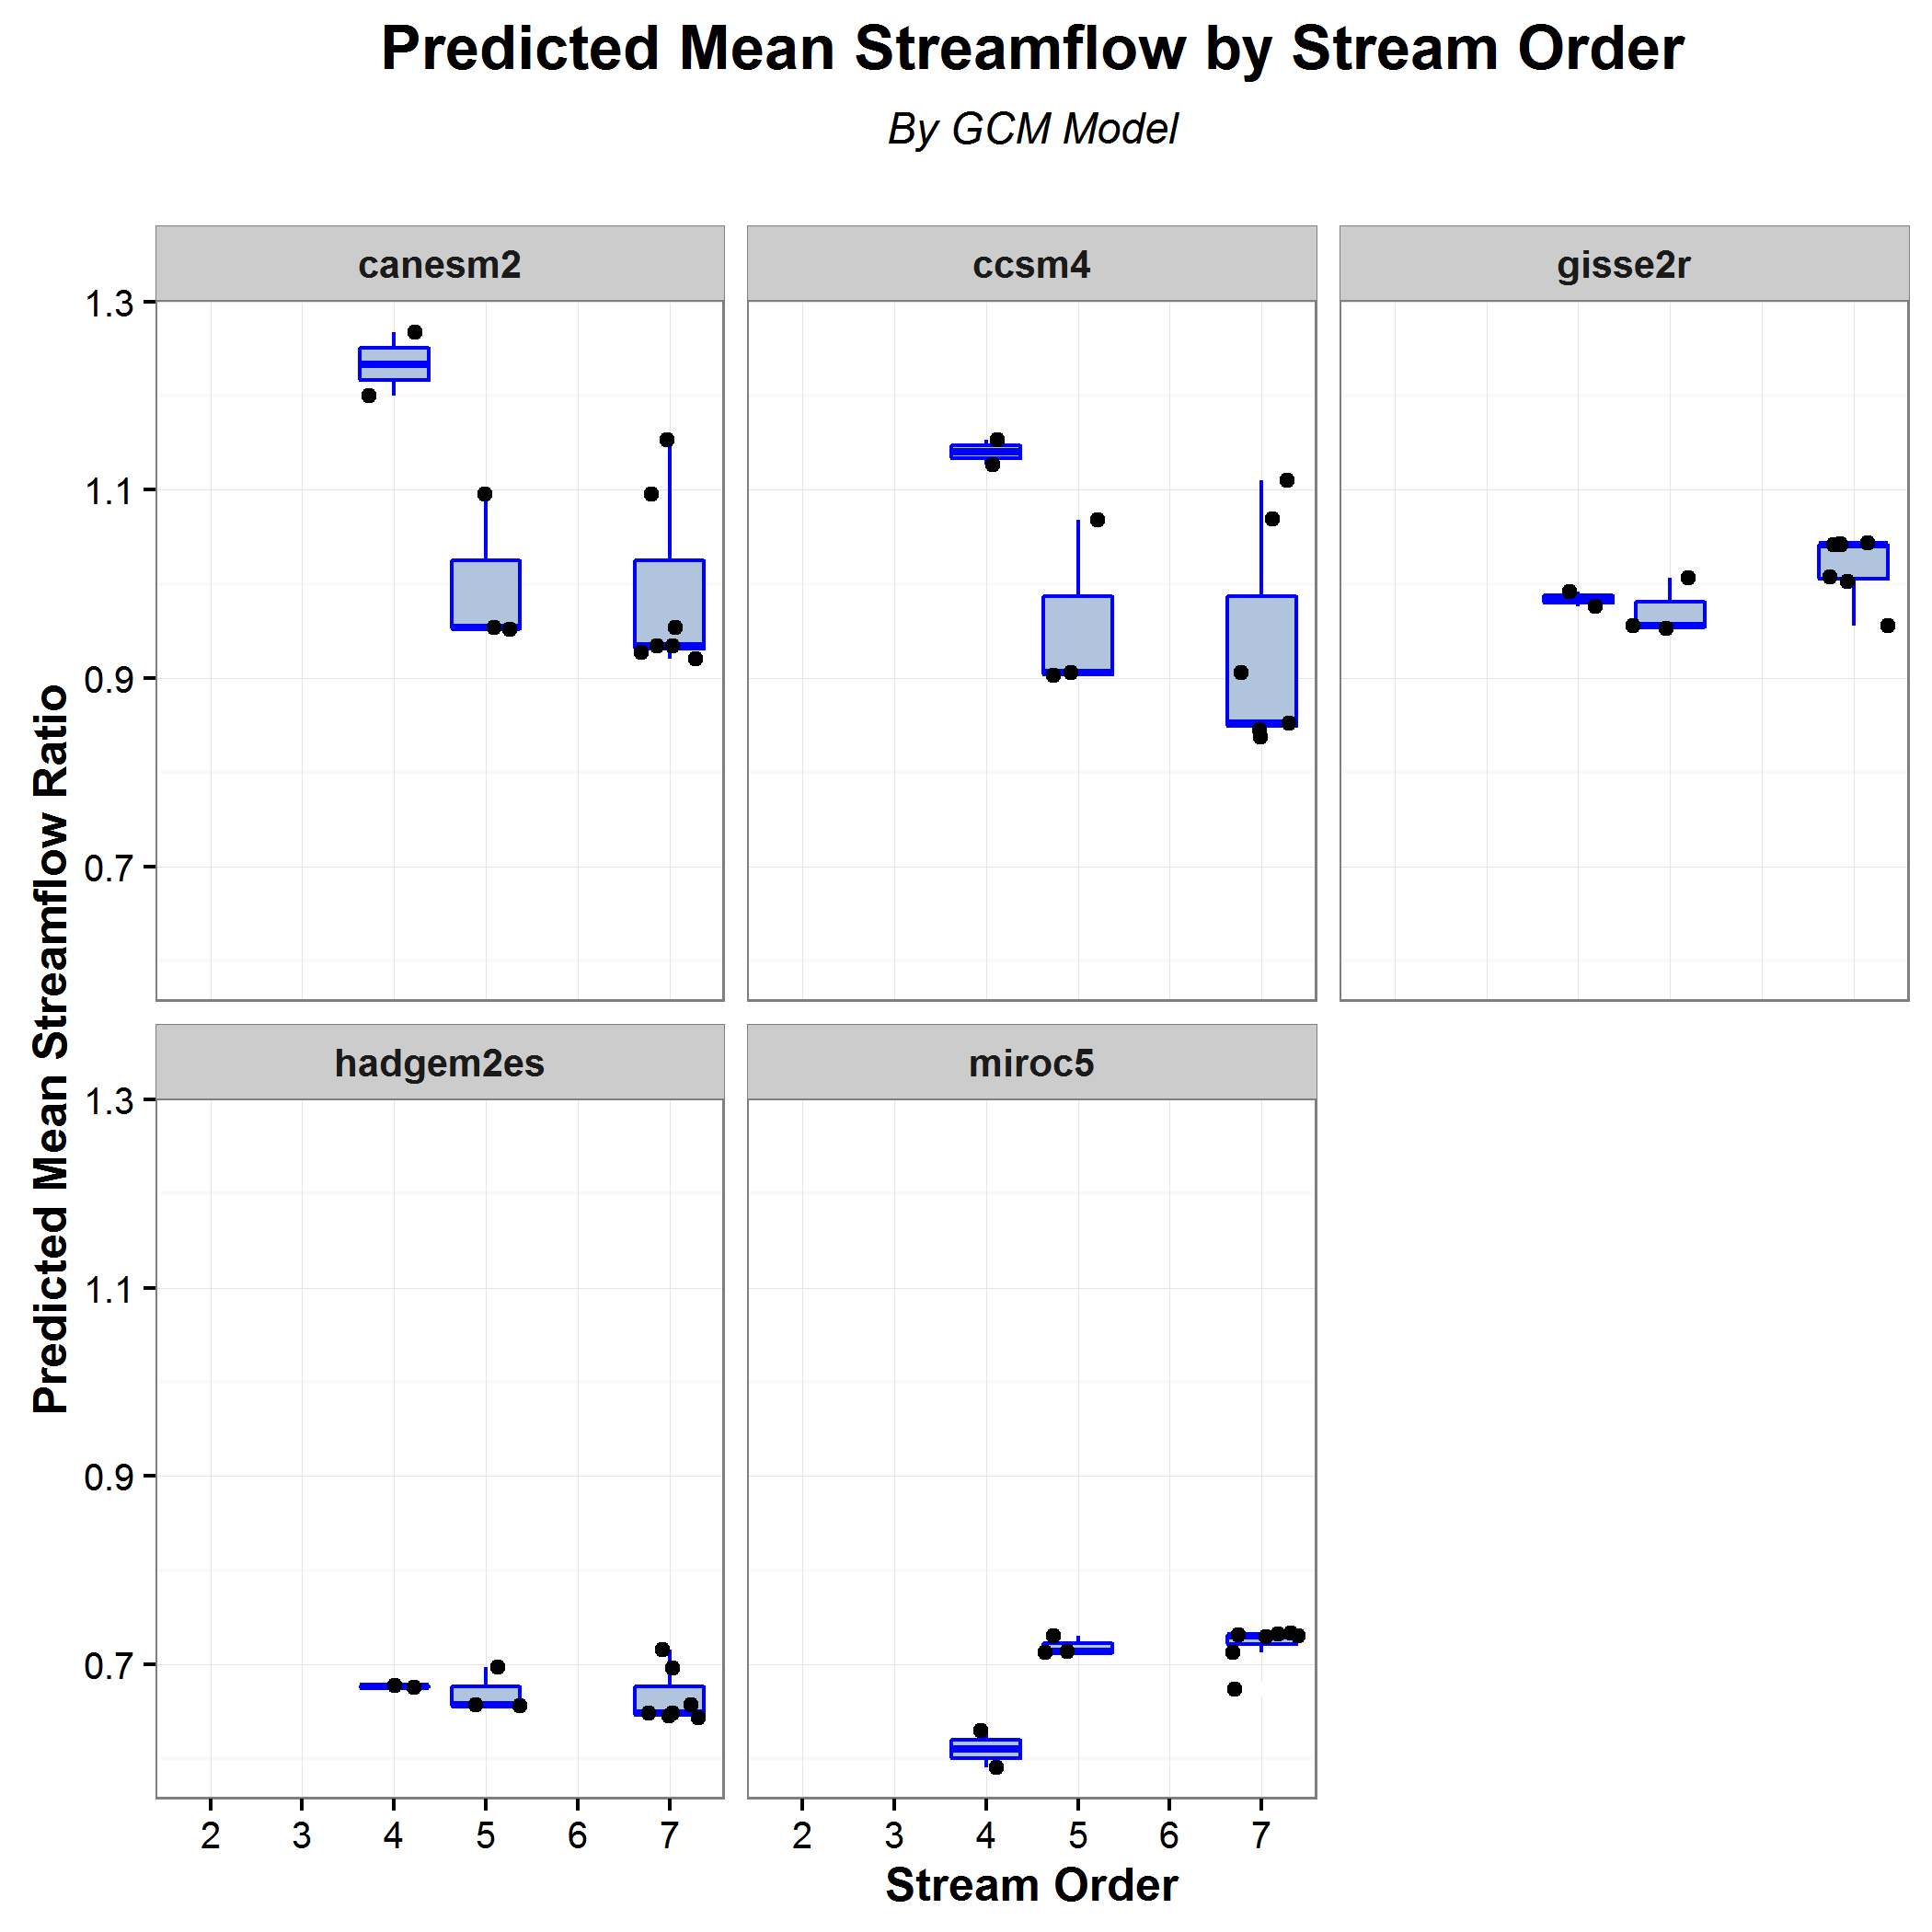 Predicted Mean Streamflow by Stream Order
By GCM Model
canesm2
ccsm4
gisse2r
1.3
1.1
0.9
0.7
Predicted Mean Streamflow Ratio
hadgem2es
miroc5
1.3
1.1
0.9
0.7
2 3 4 5 6 7
2 3 4 5 6 7
Stream Order